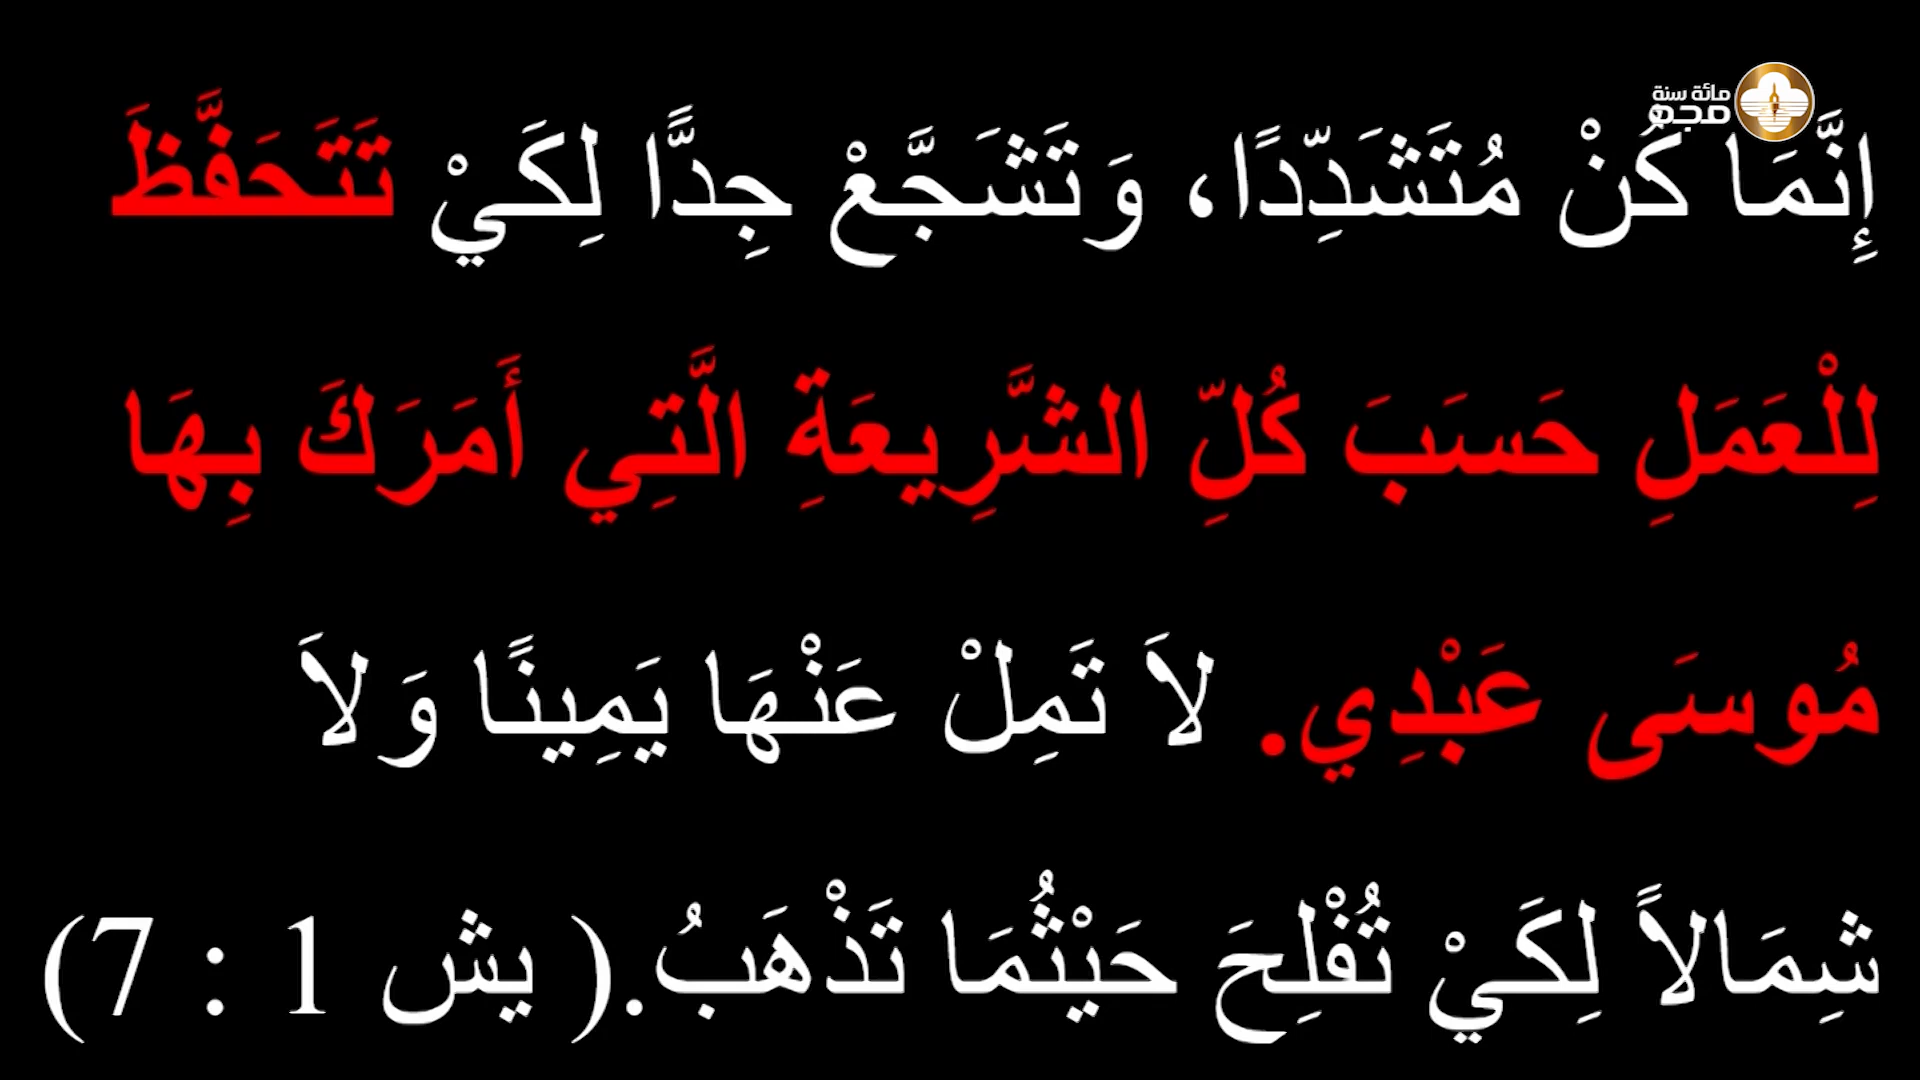 مائة سنة
مجد
إِنَّمَا كُنْ مُتَشَدِّدًا، وَتَشَجَّعْ جِدًّا لِكَيْ تَتَحَفَّظَ
لِلْعَمَلِ حَسَبَ كُلِّ الشَّرِيعَةِ الَّتِي أَمَرَكَ بِهَا
مُوسَى عَبْدِي. لاَ تَمِلْ عَنْهَا يَمِينًا وَلاَ
شِمَالاً لِكَيْ تُفْلِحَ حَيْثُمَا تَذْهَبُ.( يش 1 : 7)